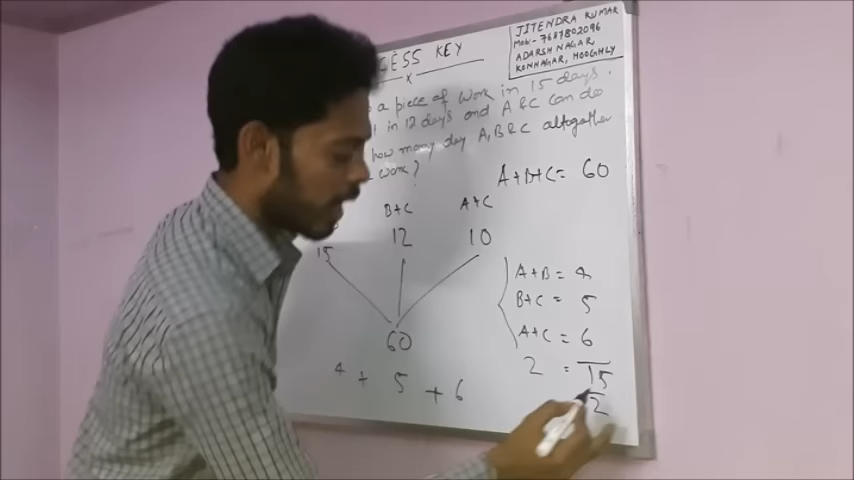 CESS KEY
x
JITENDRA KUMAR
Mob- 7687802096
ADARSH NAGAR,
KONNAGAR, HOOGHLY
a piece of work in 15 days.
in 12 days and A & C can do
how many day A, B & C altogather
work?
A+B+C= 60
B+C A+C
15 12 10
60
4 + 5 + 6
A+B = 4
B+C = 5
A+C = 6
2 = 15
2